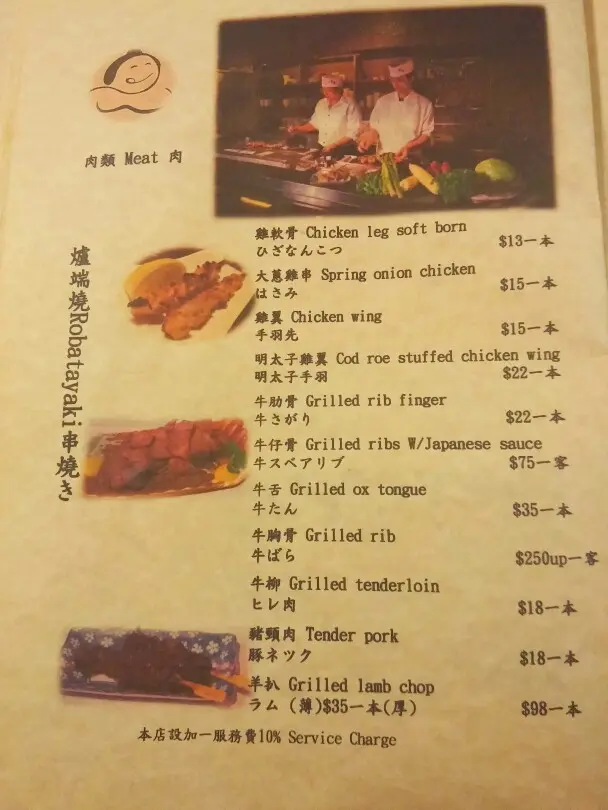 肉類 Meat 肉
爐端燒Robatayaki串燒き
雞軟骨 Chicken leg soft born
ひざなんこつ $13一本
大蔥雞串 Spring onion chicken
はさみ $15一本
雞翼 Chicken wing
手羽先 $15一本
明太子雞翼 Cod roe stuffed chicken wing
明太子手羽 $22一本
牛肋骨 Grilled rib finger
牛さがり $22一本
牛仔骨 Grilled ribs W/Japanese sauce
牛スペアリブ $75一客
牛舌 Grilled ox tongue
牛たん $35一本
牛胸骨 Grilled rib
牛ばら $250up一客
牛柳 Grilled tenderloin
ヒレ肉 $18一本
豬頸肉 Tender pork
豚ネック $18一本
羊扒 Grilled lamb chop
ラム (薄)$35一本(厚) $98一本
本店設加一服務費10% Service Charge